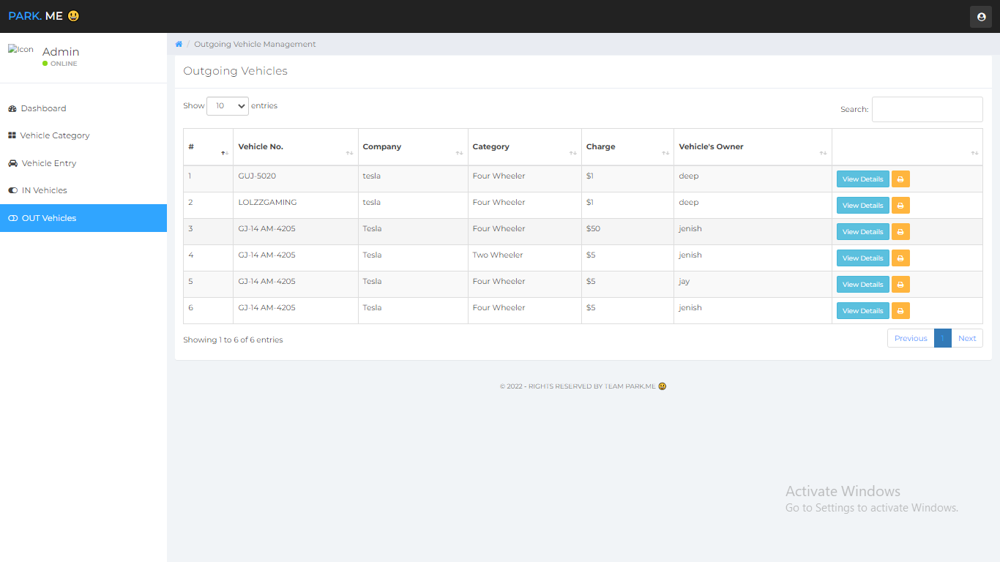 PARK. ME 😀
Icon
Admin
ONLINE
Dashboard
Vehicle Category
Vehicle Entry
IN Vehicles
OUT Vehicles
/ Outgoing Vehicle Management
Outgoing Vehicles
Show 10 entries
Search:
# Vehicle No. Company Category Charge Vehicle's Owner
1 GUJ-5020 tesla Four Wheeler $1 deep View Details
2 LOLZZGAMING tesla Four Wheeler $1 deep View Details
3 GJ-14 AM-4205 Tesla Four Wheeler $50 jenish View Details
4 GJ-14 AM-4205 Tesla Two Wheeler $5 jenish View Details
5 GJ-14 AM-4205 Tesla Four Wheeler $5 jay View Details
6 GJ-14 AM-4205 Tesla Four Wheeler $5 jenish View Details
Showing 1 to 6 of 6 entries
Previous 1 Next
© 2022 - RIGHTS RESERVED BY TEAM PARK.ME 😀
Activate Windows
Go to Settings to activate Windows.